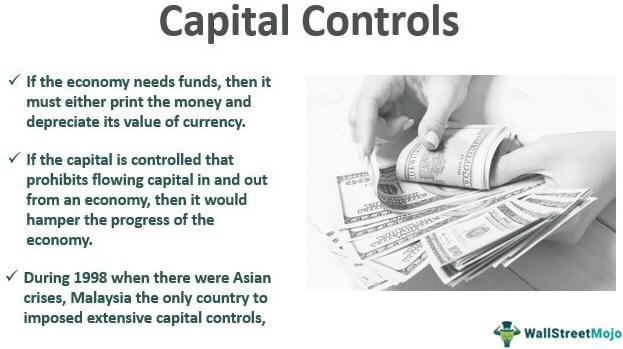 Capital Controls
✓ If the economy needs funds, then it
must either print the money and
depreciate its value of currency.
✓ If the capital is controlled that
prohibits flowing capital in and out
from an economy, then it would
hamper the progress of the
economy.
✓ During 1998 when there were Asian
crises, Malaysia the only country to
imposed extensive capital controls,
WallStreetMojo